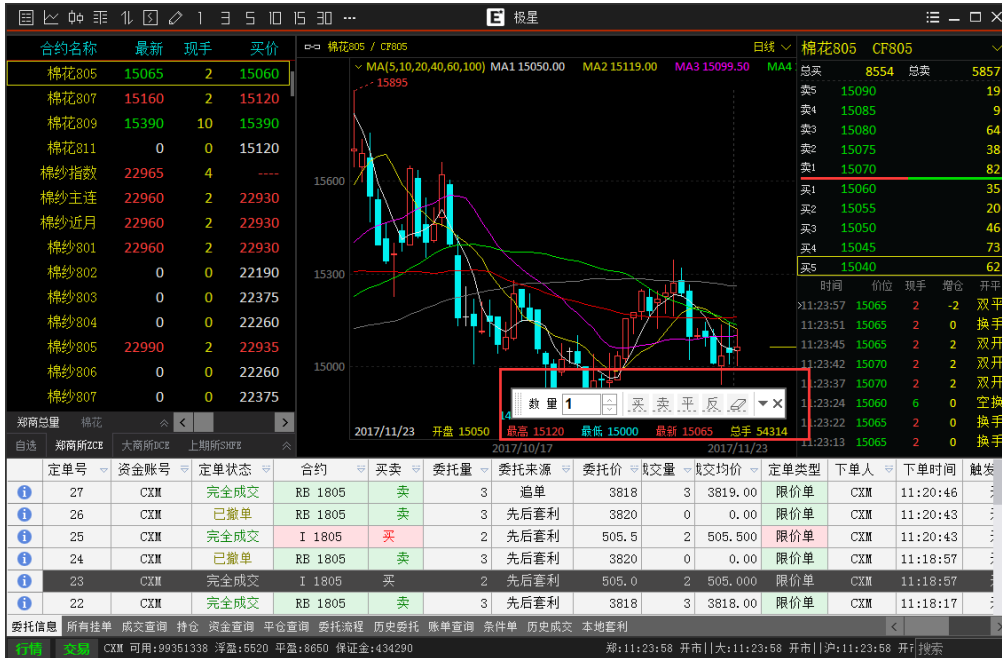 1 3 5 10 15 30 ... 极星
合约名称 最新 现手 买价
棉花805 15065 2 15060
棉花807 15160 2 15120
棉花809 15390 10 15390
棉花811 0 0 15120
棉纱指数 22965 4 ----
棉纱主连 22960 2 22930
棉纱近月 22960 2 22930
棉纱801 22960 2 22930
棉纱802 0 0 22190
棉纱803 0 0 22375
棉纱804 0 0 22260
棉纱805 22990 2 22935
棉纱806 0 0 22260
棉纱807 0 0 22375
郑商总里 棉花
自选 郑商所ZCE 大商所DCE 上期所SHFE
棉花805 / CF805 日线
MA(5,10,20,40,60,100) MA1 15050.00 MA2 15119.00 MA3 15099.50 MA4
15895
15600
15300
15000
数 量 1 买 卖 平 反
2017/11/23 开盘 15050 最高 15120 最低 15000 最新 15065 总手 54314
2017/10/17 2017/11/23
棉花805 CF805
总买 8554 总卖 5857
卖5 15090 19
卖4 15085 9
卖3 15080 64
卖2 15075 38
卖1 15070 82
买1 15060 35
买2 15055 20
买3 15050 46
买4 15045 73
买5 15040 62
时间 价位 现手 增仓 开平
11:23:57 15065 2 -2 双平
11:23:51 15065 2 0 换手
11:23:45 15065 2 2 双开
11:23:42 15070 2 2 双开
11:23:37 15070 2 2 双开
11:23:24 15060 6 0 空换
11:23:22 15065 2 0 换手
11:23:13 15065 2 0 换手
定单号 资金账号 定单状态 合约 买卖 委托量 委托来源 委托价 成交量 成交均价 定单类型 下单人 下单时间 触发
27 CXM 完全成交 RB 1805 卖 3 追单 3818 3 3819.00 限价单 CXM 11:20:46
26 CXM 已撤单 RB 1805 卖 3 先后套利 3820 0 0.00 限价单 CXM 11:20:43
25 CXM 完全成交 I 1805 买 2 先后套利 505.5 2 505.500 限价单 CXM 11:20:43
24 CXM 已撤单 RB 1805 卖 3 先后套利 3820 0 0.00 限价单 CXM 11:18:57
23 CXM 完全成交 I 1805 买 2 先后套利 505.0 2 505.000 限价单 CXM 11:18:57
22 CXM 完全成交 RB 1805 卖 3 先后套利 3818 3 3818.00 限价单 CXM 11:18:17
委托信息 所有挂单 成交查询 持仓 资金查询 平仓查询 委托流程 历史委托 账单查询 条件单 历史成交 本地套利
行情 交易 CXM 可用:99351338 浮盈:5520 平盈:8650 保证金:434290 郑:11:23:58 开市||大:11:23:58 开市||沪:11:23:58 开市 搜索